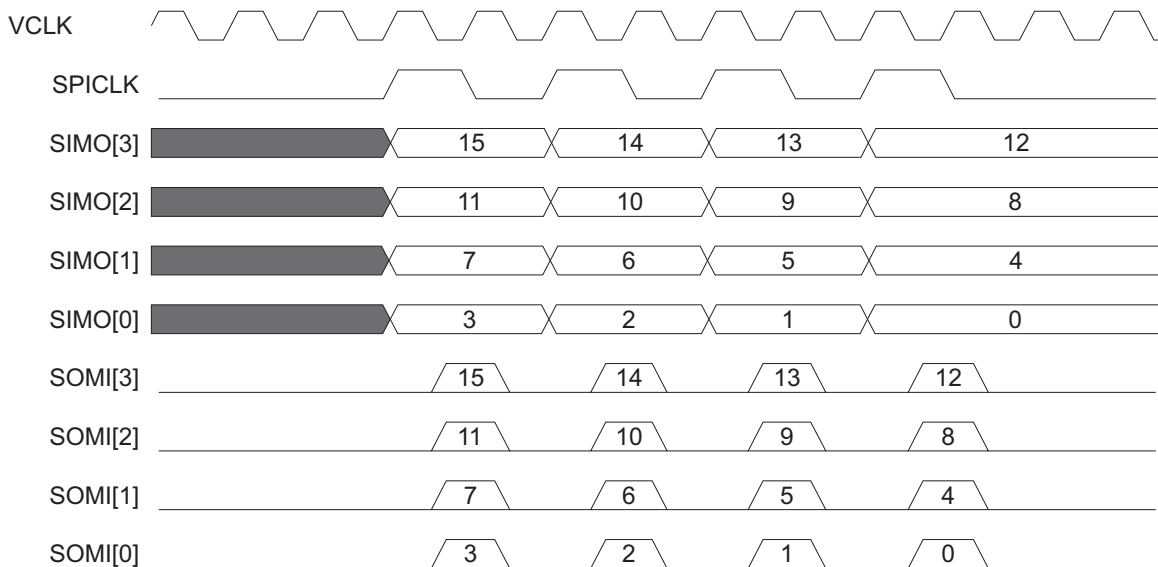 VCLK
SPICLK
SIMO[3] 15 14 13 12
SIMO[2] 11 10 9 8
SIMO[1] 7 6 5 4
SIMO[0] 3 2 1 0
SOMI[3] 15 14 13 12
SOMI[2] 11 10 9 8
SOMI[1] 7 6 5 4
SOMI[0] 3 2 1 0